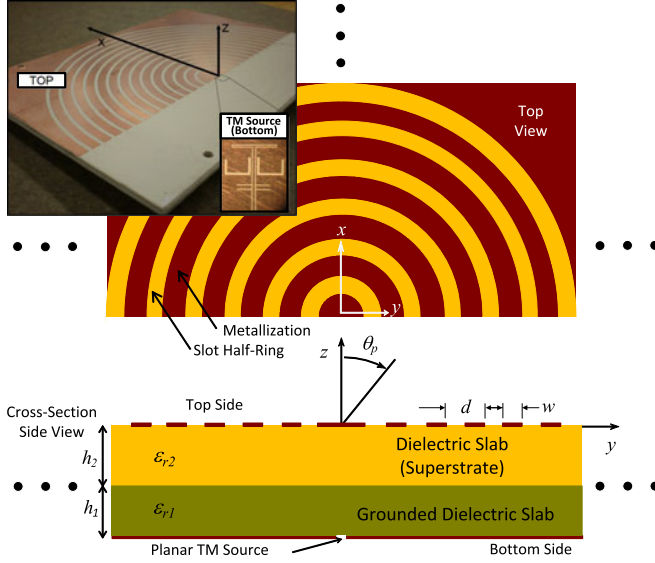 TOP
X
Z
TM Source
(Bottom)
Top
View
x
y
Metallization
Slot Half-Ring
z
θp
Cross-Section
Side View
Top Side
d
w
y
h2
εr2
Dielectric Slab
(Superstrate)
h1
εr1
Grounded Dielectric Slab
Planar TM Source
Bottom Side